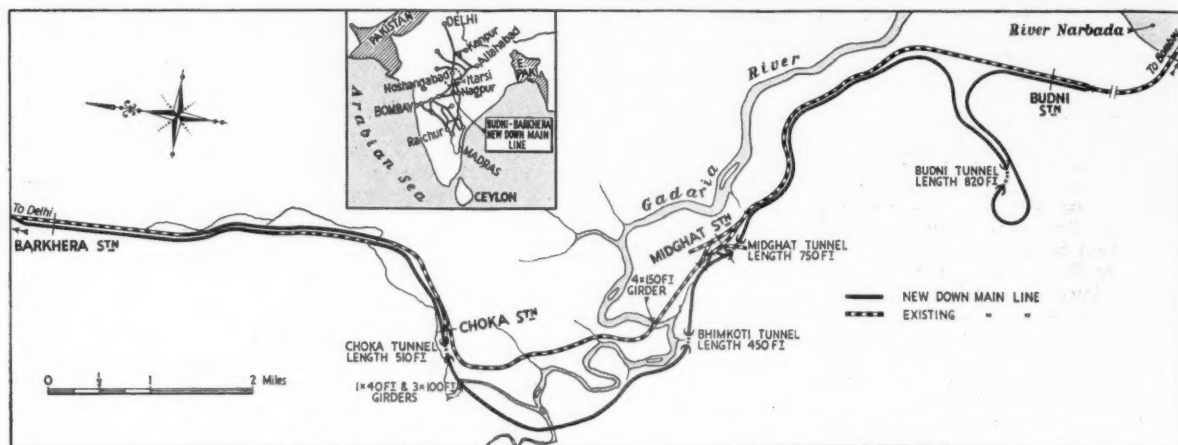 PAKISTAN
DELHI
Kanpur
Allahabad
Hoshangabad
Itarsi
Nagpur
E.
PAKI
BOMBAY
Raichur
BUDNI-BARKHERA
NEW DOWN MAIN
LINE
MADRAS
CEYLON
Arabian Sea
River Narbada
To Bombay
BUDNI
STN
BUDNI TUNNEL
LENGTH 820 FT
Gadaria River
To Delhi
BARKHERA STN
MIDGHAT STN
MIDGHAT TUNNEL
LENGTH 750 FT
4×150 FT
GIRDER
CHOKA STN
CHOKA TUNNEL
LENGTH 510 FT
BHIMKOTI TUNNEL
LENGTH 450 FT
1×40 FT & 3×100 FT
GIRDERS
NEW DOWN MAIN LINE
EXISTING " "
0 ½ 1 2 Miles